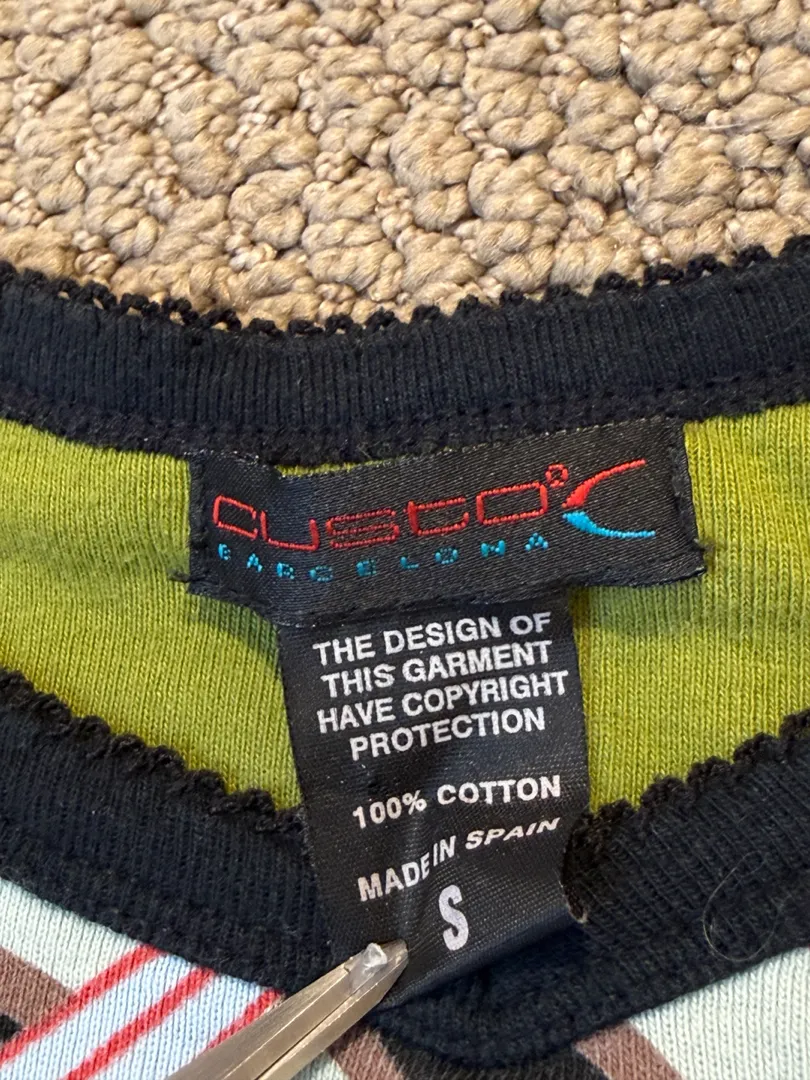 CUSTO®
BARCELONA
THE DESIGN OF
THIS GARMENT
HAVE COPYRIGHT
PROTECTION
100% COTTON
MADE IN SPAIN
S